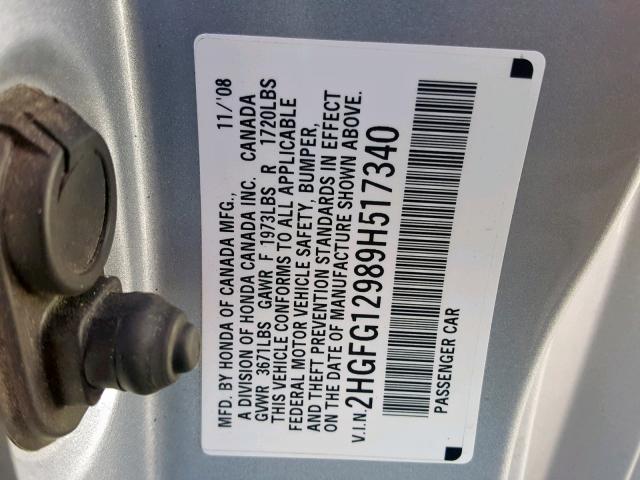 MFD. BY HONDA OF CANADA MFG., 11/'08
A DIVISION OF HONDA CANADA INC. CANADA
GVWR 3671LBS GAWR F 1973LBS R 1720LBS
THIS VEHICLE CONFORMS TO ALL APPLICABLE
FEDERAL MOTOR VEHICLE SAFETY, BUMPER,
AND THEFT PREVENTION STANDARDS IN EFFECT
ON THE DATE OF MANUFACTURE SHOWN ABOVE.
V.I.N. 2HGFG12989H517340
PASSENGER CAR